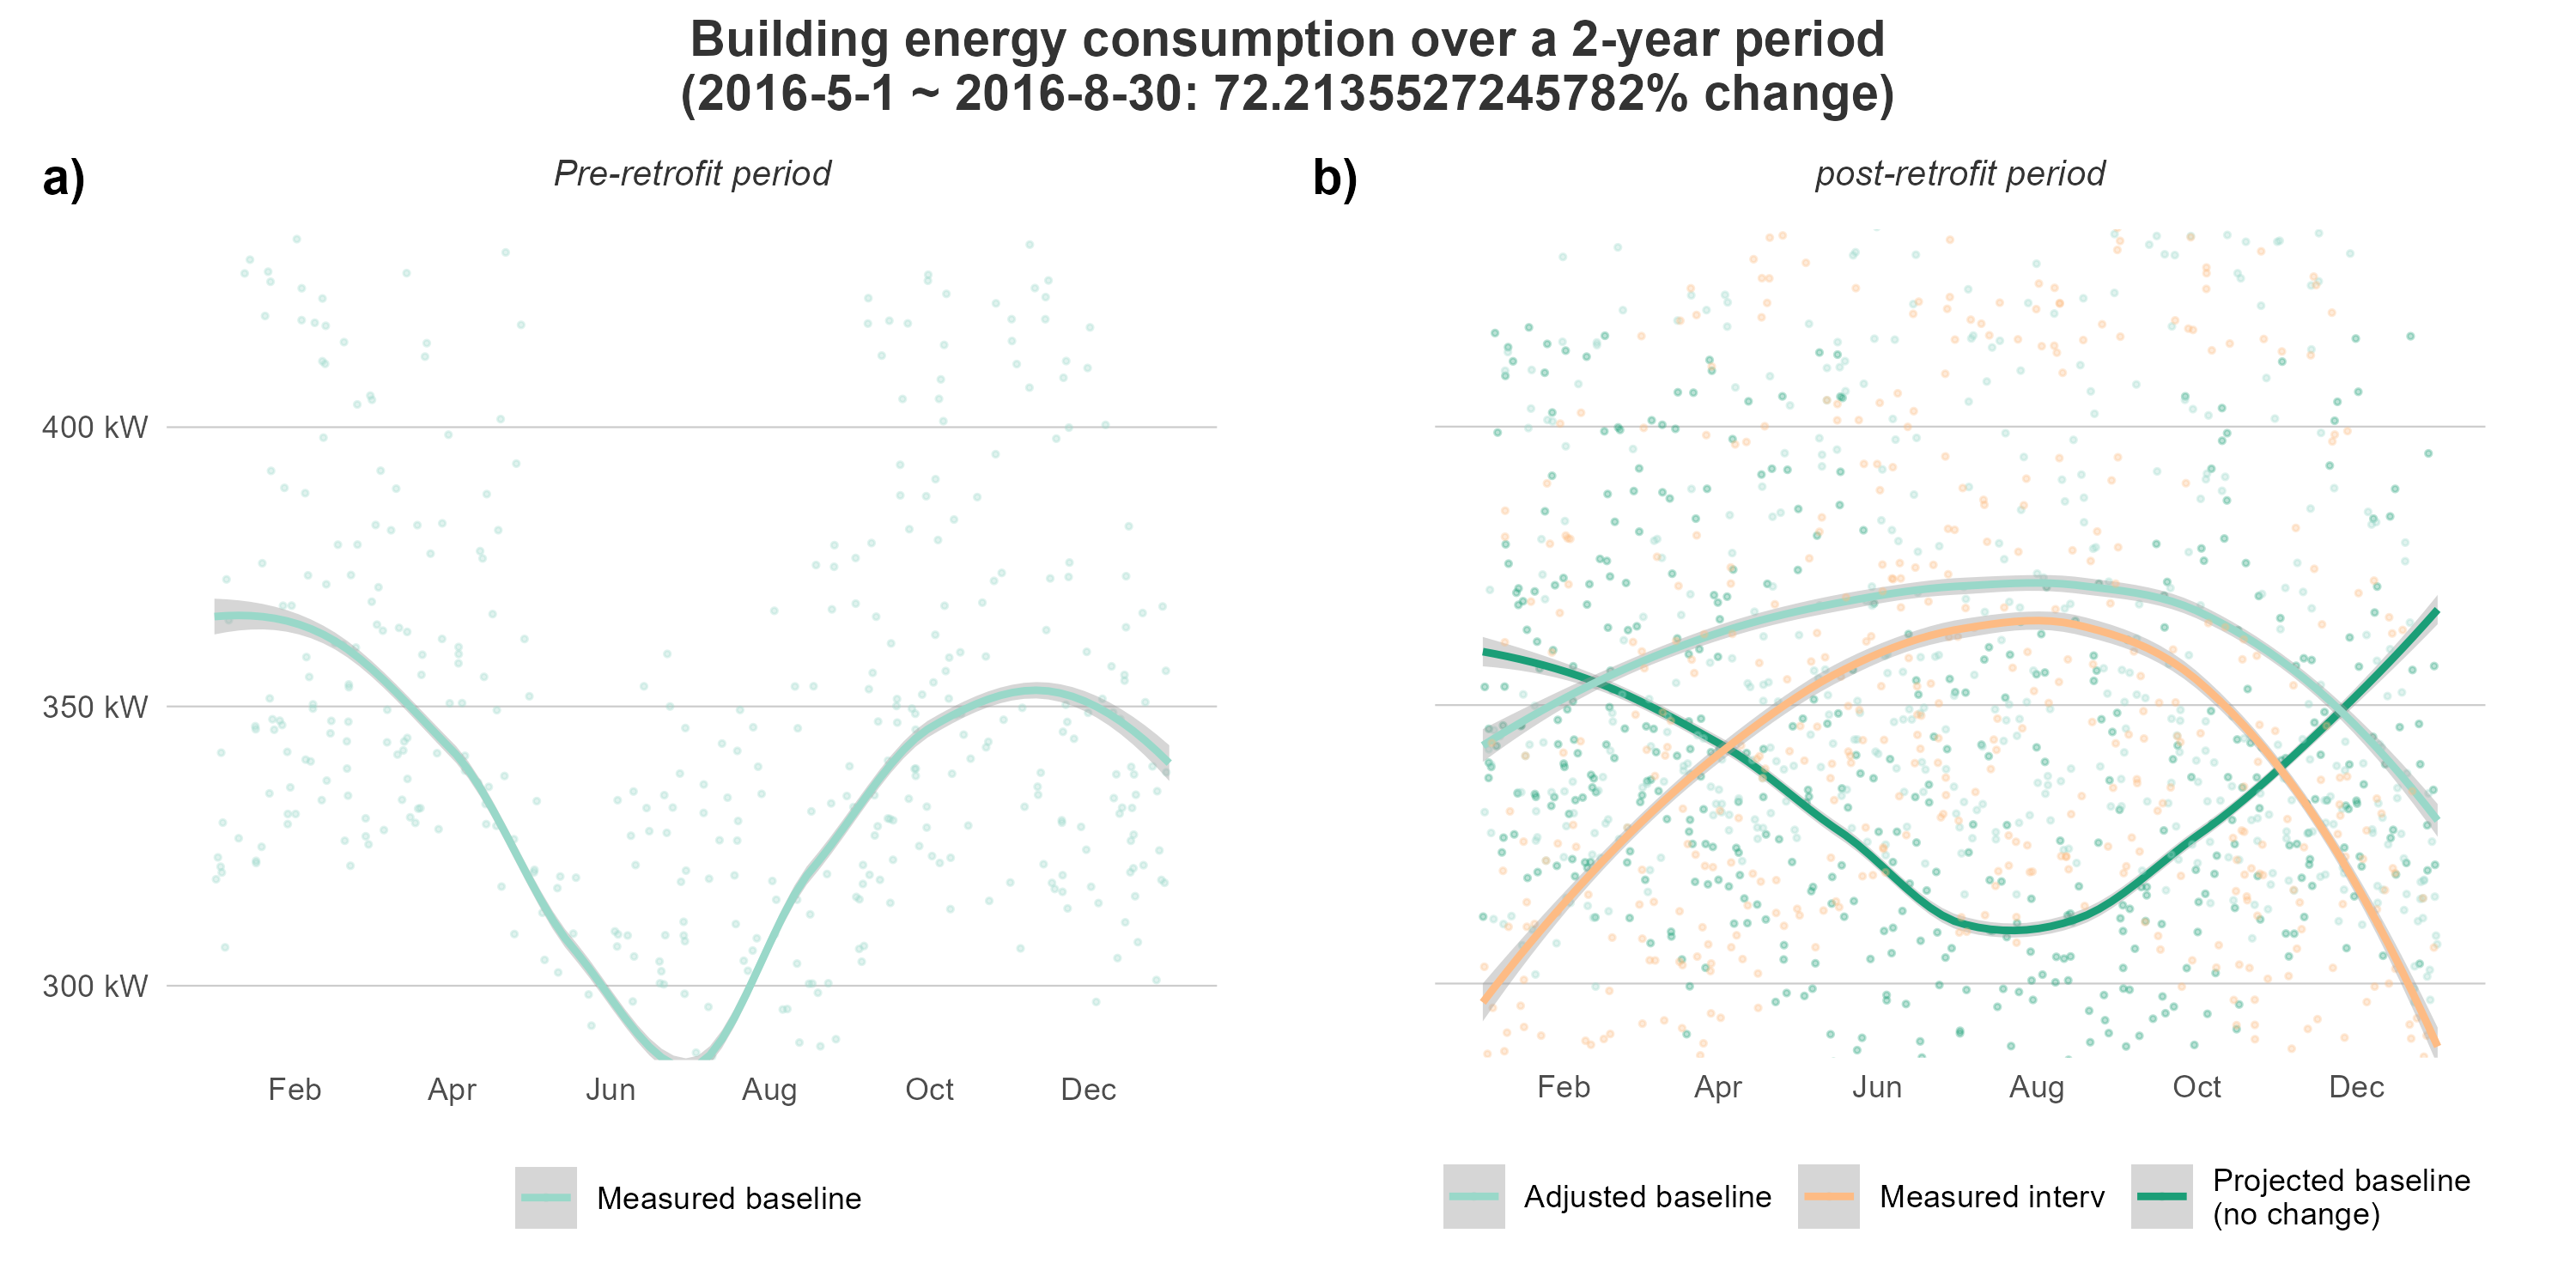 Building energy consumption over a 2-year period
(2016-5-1 ~ 2016-8-30: 72.2135527245782% change)
a)
Pre-retrofit period
400 kW
350 kW
300 kW
Feb Apr Jun Aug Oct Dec
Measured baseline
b)
post-retrofit period
Feb Apr Jun Aug Oct Dec
Adjusted baseline
Measured interv
Projected baseline
(no change)